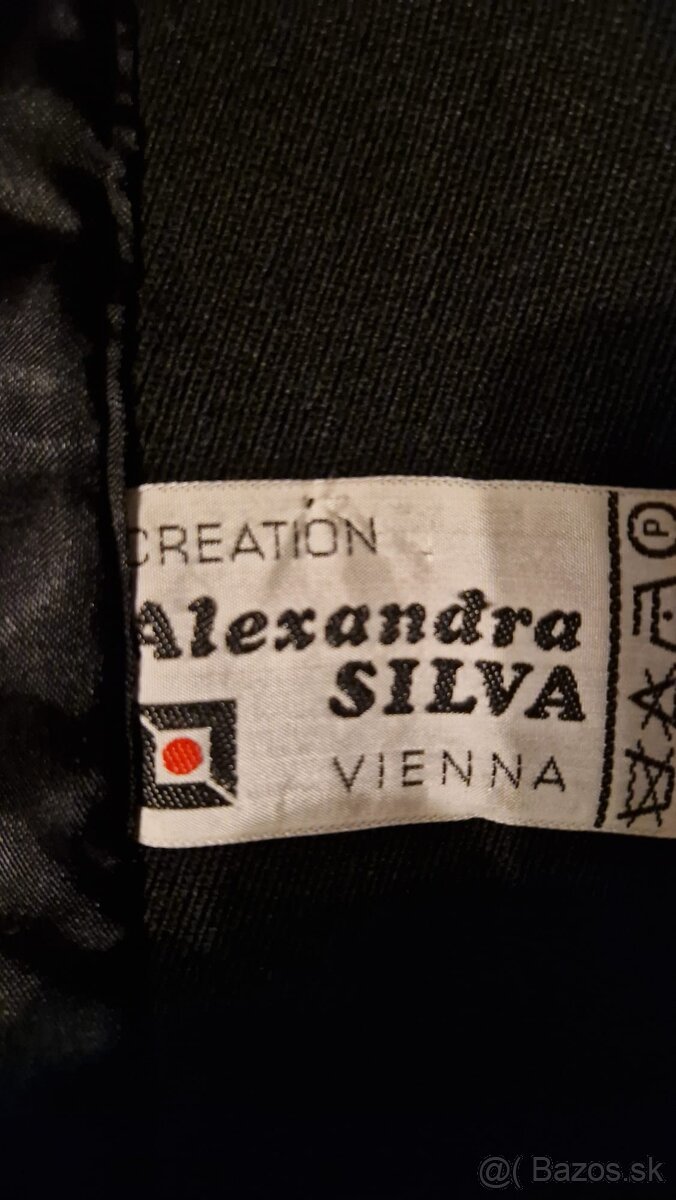 CREATION
Alexandra
SILVA
VIENNA
P
@( Bazos.sk